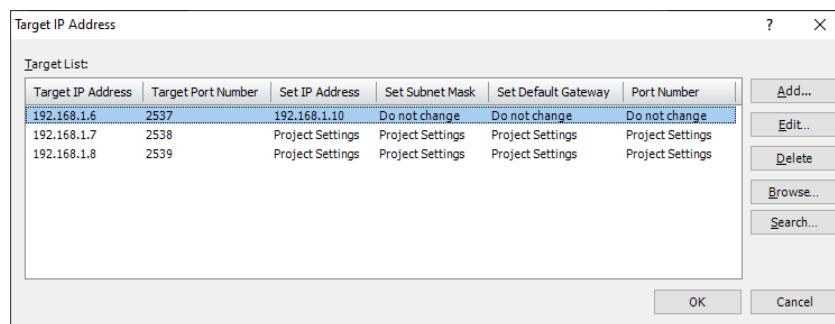 Target IP Address ? X
Target List:
Target IP Address Target Port Number Set IP Address Set Subnet Mask Set Default Gateway Port Number
192.168.1.6 2537 192.168.1.10 Do not change Do not change Do not change
192.168.1.7 2538 Project Settings Project Settings Project Settings Project Settings
192.168.1.8 2539 Project Settings Project Settings Project Settings Project Settings
Add...
Edit...
Delete
Browse...
Search...
OK Cancel